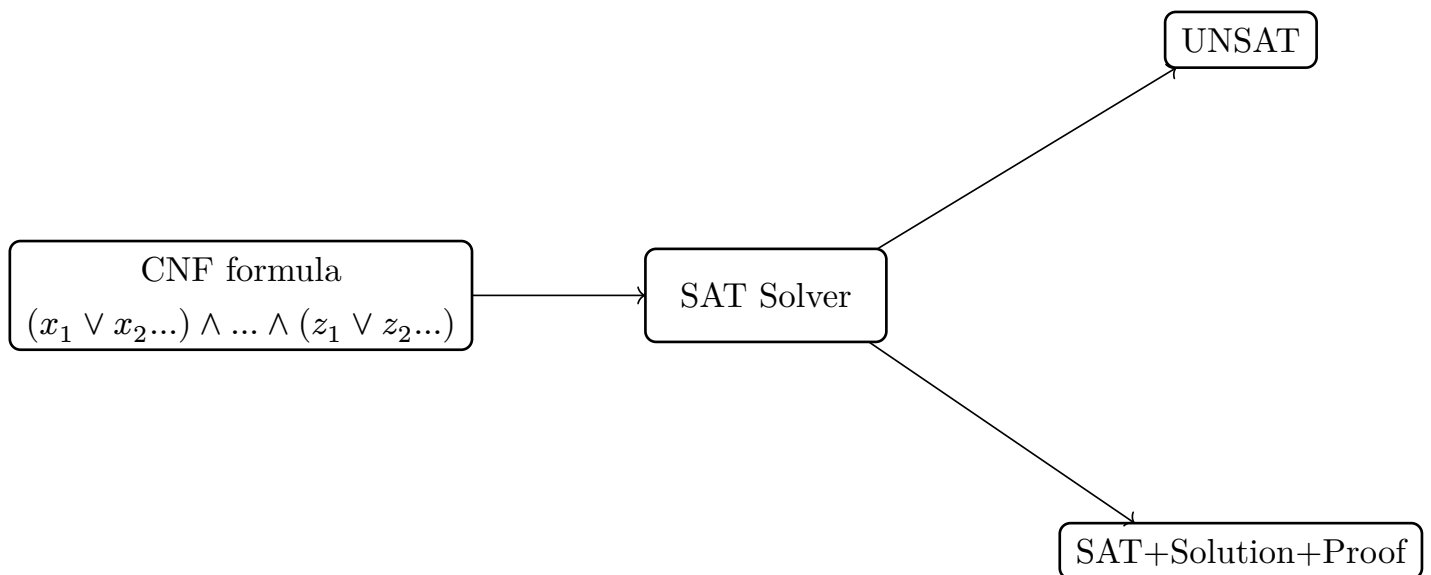 UNSAT
CNF formula
(x₁ ∨ x₂...) ∧ ... ∧ (z₁ ∨ z₂...)
SAT Solver
SAT+Solution+Proof